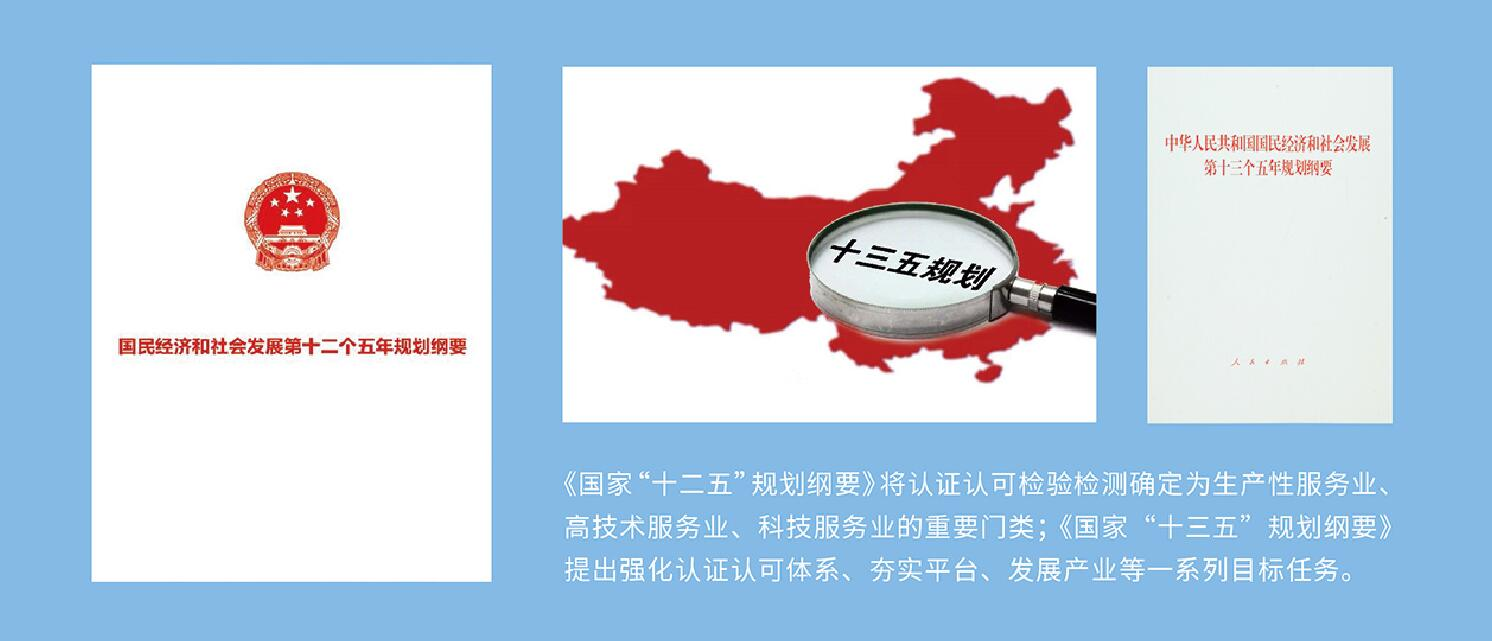 国民经济和社会发展第十二个五年规划纲要
十三五规划
中华人民共和国国民经济和社会发展
第十三个五年规划纲要
人民出版社
《国家“十二五”规划纲要》将认证认可检验检测确定为生产性服务业、
高技术服务业、科技服务业的重要门类；《国家“十三五”规划纲要》
提出强化认证认可体系、夯实平台、发展产业等一系列目标任务。